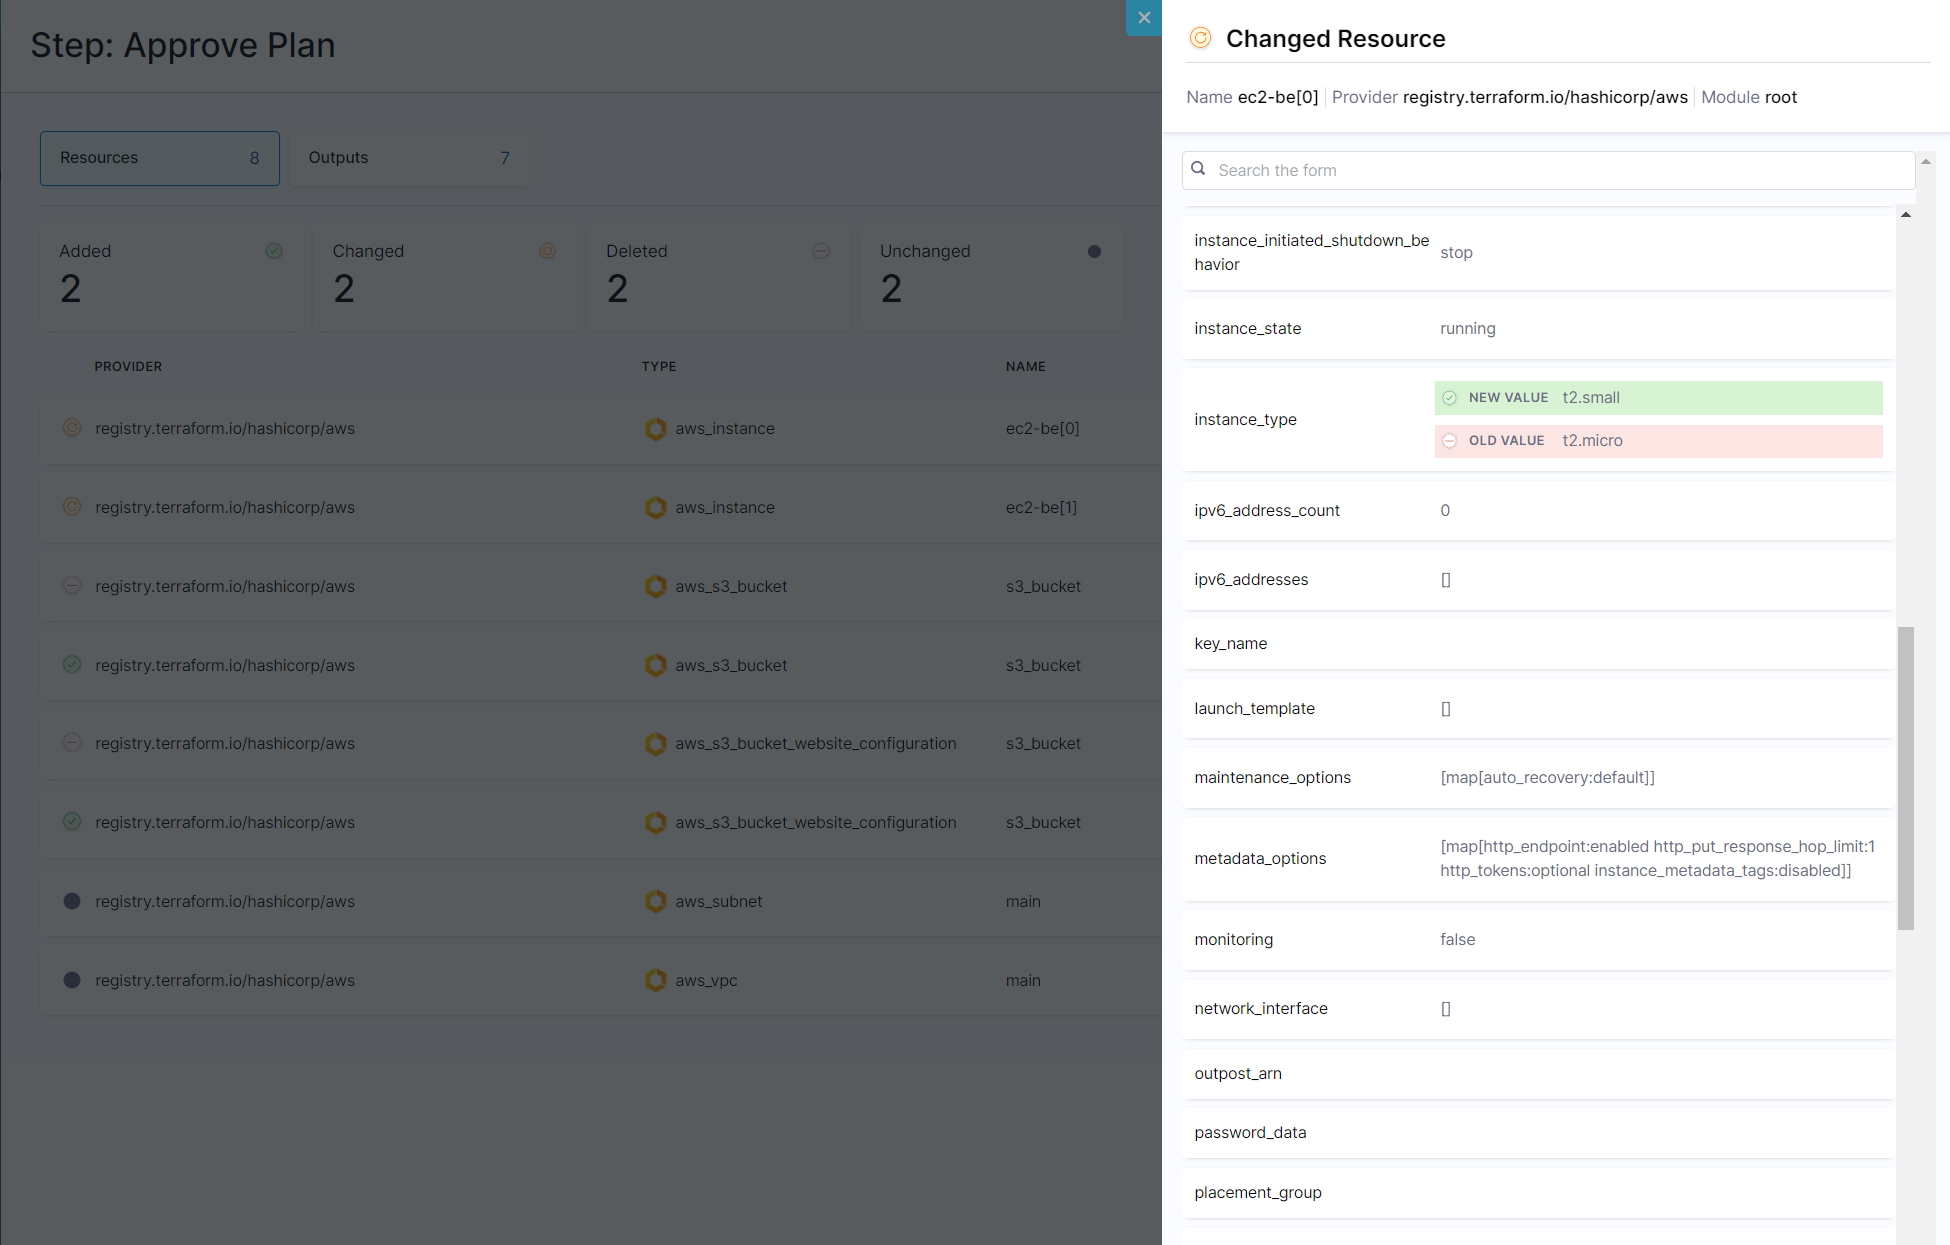 Step: Approve Plan
Resources 8
Outputs 7
Added
2
Changed
2
Deleted
2
Unchanged
2
PROVIDER TYPE NAME
registry.terraform.io/hashicorp/aws aws_instance ec2-be[0]
registry.terraform.io/hashicorp/aws aws_instance ec2-be[1]
registry.terraform.io/hashicorp/aws aws_s3_bucket s3_bucket
registry.terraform.io/hashicorp/aws aws_s3_bucket s3_bucket
registry.terraform.io/hashicorp/aws aws_s3_bucket_website_configuration s3_bucket
registry.terraform.io/hashicorp/aws aws_s3_bucket_website_configuration s3_bucket
registry.terraform.io/hashicorp/aws aws_subnet main
registry.terraform.io/hashicorp/aws aws_vpc main
Changed Resource
Name ec2-be[0] Provider registry.terraform.io/hashicorp/aws Module root
Search the form
instance_initiated_shutdown_be
havior
stop
instance_state running
instance_type
NEW VALUE t2.small
OLD VALUE t2.micro
ipv6_address_count 0
ipv6_addresses []
key_name
launch_template []
maintenance_options [map[auto_recovery:default]]
metadata_options
[map[http_endpoint:enabled http_put_response_hop_limit:1
http_tokens:optional instance_metadata_tags:disabled]]
monitoring false
network_interface []
outpost_arn
password_data
placement_group